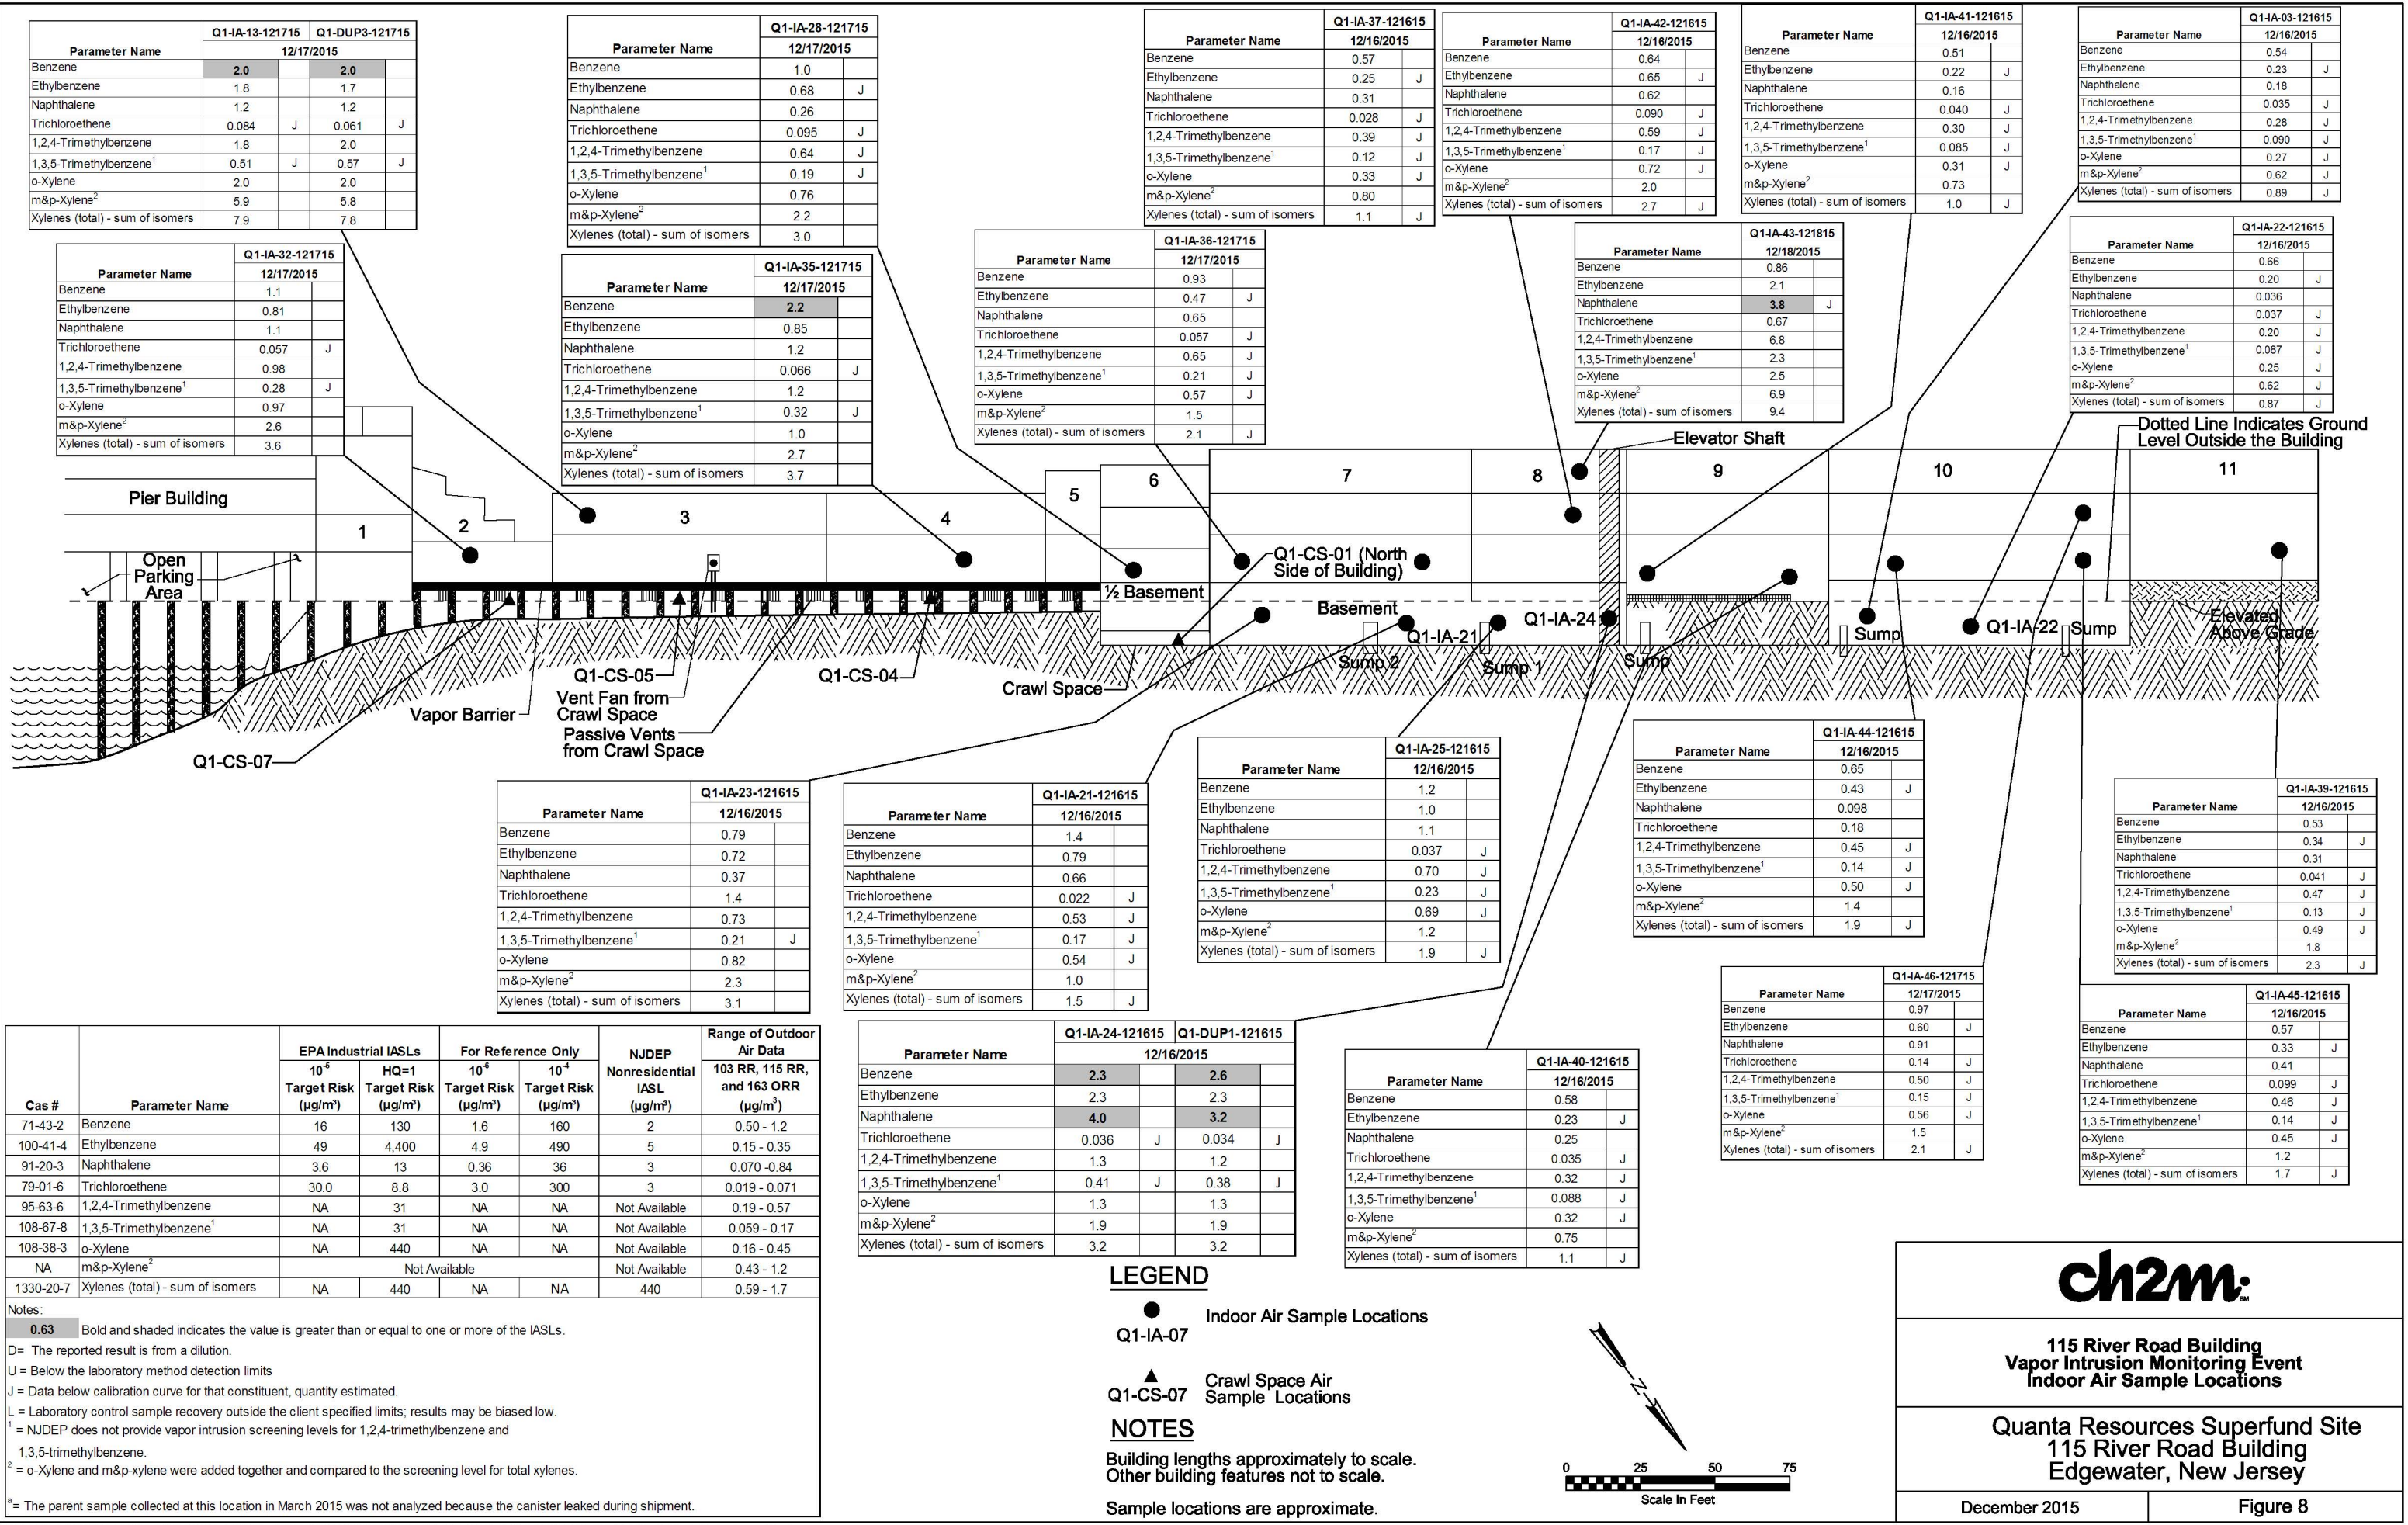 Q1-IA-13-121715 Q1-DUP3-121715
Parameter Name 12/17/2015
Benzene 2.0 2.0
Ethylbenzene 1.8 1.7
Naphthalene 1.2 1.2
Trichloroethene 0.084 J 0.061 J
1,2,4-Trimethylbenzene 1.8 2.0
1,3,5-Trimethylbenzene¹ 0.51 J 0.57 J
o-Xylene 2.0 2.0
m&p-Xylene² 5.9 5.8
Xylenes (total) - sum of isomers 7.9 7.8
Q1-IA-28-121715
Parameter Name 12/17/2015
Benzene 1.0
Ethylbenzene 0.68 J
Naphthalene 0.26
Trichloroethene 0.095 J
1,2,4-Trimethylbenzene 0.64 J
1,3,5-Trimethylbenzene¹ 0.19 J
o-Xylene 0.76
m&p-Xylene² 2.2
Xylenes (total) - sum of isomers 3.0
Q1-IA-37-121615
Parameter Name 12/16/2015
Benzene 0.57
Ethylbenzene 0.25 J
Naphthalene 0.31
Trichloroethene 0.028 J
1,2,4-Trimethylbenzene 0.39 J
1,3,5-Trimethylbenzene¹ 0.12 J
o-Xylene 0.33 J
m&p-Xylene² 0.80
Xylenes (total) - sum of isomers 1.1 J
Q1-IA-42-121615
Parameter Name 12/16/2015
Benzene 0.64
Ethylbenzene 0.65 J
Naphthalene 0.62
Trichloroethene 0.090 J
1,2,4-Trimethylbenzene 0.59 J
1,3,5-Trimethylbenzene¹ 0.17 J
o-Xylene 0.72 J
m&p-Xylene² 2.0
Xylenes (total) - sum of isomers 2.7 J
Q1-IA-41-121615
Parameter Name 12/16/2015
Benzene 0.51
Ethylbenzene 0.22 J
Naphthalene 0.16
Trichloroethene 0.040 J
1,2,4-Trimethylbenzene 0.30 J
1,3,5-Trimethylbenzene¹ 0.085 J
o-Xylene 0.31 J
m&p-Xylene² 0.73
Xylenes (total) - sum of isomers 1.0 J
Q1-IA-03-121615
Parameter Name 12/16/2015
Benzene 0.54
Ethylbenzene 0.23 J
Naphthalene 0.18
Trichloroethene 0.035 J
1,2,4-Trimethylbenzene 0.28 J
1,3,5-Trimethylbenzene¹ 0.090 J
o-Xylene 0.27 J
m&p-Xylene² 0.62 J
Xylenes (total) - sum of isomers 0.89 J
Q1-IA-32-121715
Parameter Name 12/17/2015
Benzene 1.1
Ethylbenzene 0.81
Naphthalene 1.1
Trichloroethene 0.057 J
1,2,4-Trimethylbenzene 0.98
1,3,5-Trimethylbenzene¹ 0.28 J
o-Xylene 0.97
m&p-Xylene² 2.6
Xylenes (total) - sum of isomers 3.6
Q1-IA-35-121715
Parameter Name 12/17/2015
Benzene 2.2
Ethylbenzene 0.85
Naphthalene 1.2
Trichloroethene 0.066 J
1,2,4-Trimethylbenzene 1.2
1,3,5-Trimethylbenzene¹ 0.32 J
o-Xylene 1.0
m&p-Xylene² 2.7
Xylenes (total) - sum of isomers 3.7
Q1-IA-36-121715
Parameter Name 12/17/2015
Benzene 0.93
Ethylbenzene 0.47 J
Naphthalene 0.65
Trichloroethene 0.057 J
1,2,4-Trimethylbenzene 0.65 J
1,3,5-Trimethylbenzene¹ 0.21 J
o-Xylene 0.57 J
m&p-Xylene² 1.5
Xylenes (total) - sum of isomers 2.1 J
Q1-IA-43-121815
Parameter Name 12/18/2015
Benzene 0.86
Ethylbenzene 2.1
Naphthalene 3.8 J
Trichloroethene 0.67
1,2,4-Trimethylbenzene 6.8
1,3,5-Trimethylbenzene¹ 2.3
o-Xylene 2.5
m&p-Xylene² 6.9
Xylenes (total) - sum of isomers 9.4
Q1-IA-22-121615
Parameter Name 12/16/2015
Benzene 0.66
Ethylbenzene 0.20 J
Naphthalene 0.036
Trichloroethene 0.037 J
1,2,4-Trimethylbenzene 0.20 J
1,3,5-Trimethylbenzene¹ 0.087 J
o-Xylene 0.25 J
m&p-Xylene² 0.62 J
Xylenes (total) - sum of isomers 0.87 J
Dotted Line Indicates Ground
Level Outside the Building
Elevator Shaft
Pier Building
1 2 3 4 5 6 7 8 9 10 11
Open
Parking
Area
Q1-CS-01 (North
Side of Building)
½ Basement
Basement
Q1-IA-21
Q1-IA-24
Q1-IA-22
Sump 2
Sump 1
Sump
Sump
Sump
Elevated
Above Grade
Q1-CS-05
Q1-CS-04
Crawl Space
Vapor Barrier
Vent Fan from
Crawl Space
Passive Vents
from Crawl Space
Q1-CS-07
Q1-IA-23-121615
Parameter Name 12/16/2015
Benzene 0.79
Ethylbenzene 0.72
Naphthalene 0.37
Trichloroethene 1.4
1,2,4-Trimethylbenzene 0.73
1,3,5-Trimethylbenzene¹ 0.21 J
o-Xylene 0.82
m&p-Xylene² 2.3
Xylenes (total) - sum of isomers 3.1
Q1-IA-21-121615
Parameter Name 12/16/2015
Benzene 1.4
Ethylbenzene 0.79
Naphthalene 0.66
Trichloroethene 0.022 J
1,2,4-Trimethylbenzene 0.53 J
1,3,5-Trimethylbenzene¹ 0.17 J
o-Xylene 0.54 J
m&p-Xylene² 1.0
Xylenes (total) - sum of isomers 1.5 J
Q1-IA-25-121615
Parameter Name 12/16/2015
Benzene 1.2
Ethylbenzene 1.0
Naphthalene 1.1
Trichloroethene 0.037 J
1,2,4-Trimethylbenzene 0.70 J
1,3,5-Trimethylbenzene¹ 0.23 J
o-Xylene 0.69 J
m&p-Xylene² 1.2
Xylenes (total) - sum of isomers 1.9 J
Q1-IA-44-121615
Parameter Name 12/16/2015
Benzene 0.65
Ethylbenzene 0.43 J
Naphthalene 0.098
Trichloroethene 0.18
1,2,4-Trimethylbenzene 0.45 J
1,3,5-Trimethylbenzene¹ 0.14 J
o-Xylene 0.50 J
m&p-Xylene² 1.4
Xylenes (total) - sum of isomers 1.9 J
Q1-IA-39-121615
Parameter Name 12/16/2015
Benzene 0.53
Ethylbenzene 0.34 J
Naphthalene 0.31
Trichloroethene 0.041 J
1,2,4-Trimethylbenzene 0.47 J
1,3,5-Trimethylbenzene¹ 0.13 J
o-Xylene 0.49 J
m&p-Xylene² 1.8
Xylenes (total) - sum of isomers 2.3 J
Q1-IA-46-121715
Parameter Name 12/17/2015
Benzene 0.97
Ethylbenzene 0.60 J
Naphthalene 0.91
Trichloroethene 0.14 J
1,2,4-Trimethylbenzene 0.50 J
1,3,5-Trimethylbenzene¹ 0.15 J
o-Xylene 0.56 J
m&p-Xylene² 1.5
Xylenes (total) - sum of isomers 2.1 J
Q1-IA-45-121615
Parameter Name 12/16/2015
Benzene 0.57
Ethylbenzene 0.33 J
Naphthalene 0.41
Trichloroethene 0.099 J
1,2,4-Trimethylbenzene 0.46 J
1,3,5-Trimethylbenzene¹ 0.14 J
o-Xylene 0.45 J
m&p-Xylene² 1.2
Xylenes (total) - sum of isomers 1.7 J
Q1-IA-24-121615 Q1-DUP1-121615
Parameter Name 12/16/2015
Benzene 2.3 2.6
Ethylbenzene 2.3 2.3
Naphthalene 4.0 3.2
Trichloroethene 0.036 J 0.034 J
1,2,4-Trimethylbenzene 1.3 1.2
1,3,5-Trimethylbenzene¹ 0.41 J 0.38 J
o-Xylene 1.3 1.3
m&p-Xylene² 1.9 1.9
Xylenes (total) - sum of isomers 3.2 3.2
Q1-IA-40-121615
Parameter Name 12/16/2015
Benzene 0.58
Ethylbenzene 0.23 J
Naphthalene 0.25
Trichloroethene 0.035 J
1,2,4-Trimethylbenzene 0.32 J
1,3,5-Trimethylbenzene¹ 0.088 J
o-Xylene 0.32 J
m&p-Xylene² 0.75
Xylenes (total) - sum of isomers 1.1 J
EPA Industrial IASLs For Reference Only NJDEP Nonresidential IASL (µg/m³) Range of Outdoor Air Data
Cas # Parameter Name 10⁻⁵ Target Risk (µg/m³) HQ=1 Target Risk (µg/m³) 10⁻⁶ Target Risk (µg/m³) 10⁻⁴ Target Risk (µg/m³) 103 RR, 115 RR, and 163 ORR (µg/m³)
71-43-2 Benzene 16 130 1.6 160 2 0.50 - 1.2
100-41-4 Ethylbenzene 49 4,400 4.9 490 5 0.15 - 0.35
91-20-3 Naphthalene 3.6 13 0.36 36 3 0.070 -0.84
79-01-6 Trichloroethene 30.0 8.8 3.0 300 3 0.019 - 0.071
95-63-6 1,2,4-Trimethylbenzene NA 31 NA NA Not Available 0.19 - 0.57
108-67-8 1,3,5-Trimethylbenzene¹ NA 31 NA NA Not Available 0.059 - 0.17
108-38-3 o-Xylene NA 440 NA NA Not Available 0.16 - 0.45
NA m&p-Xylene² Not Available Not Available 0.43 - 1.2
1330-20-7 Xylenes (total) - sum of isomers NA 440 NA NA 440 0.59 - 1.7
Notes:
0.63 Bold and shaded indicates the value is greater than or equal to one or more of the IASLs.
D= The reported result is from a dilution.
U = Below the laboratory method detection limits
J = Data below calibration curve for that constituent, quantity estimated.
L = Laboratory control sample recovery outside the client specified limits; results may be biased low.
¹ = NJDEP does not provide vapor intrusion screening levels for 1,2,4-trimethylbenzene and
1,3,5-trimethylbenzene.
² = o-Xylene and m&p-xylene were added together and compared to the screening level for total xylenes.
ᵃ= The parent sample collected at this location in March 2015 was not analyzed because the canister leaked during shipment.
LEGEND
Q1-IA-07 Indoor Air Sample Locations
Q1-CS-07 Crawl Space Air
Sample Locations
NOTES
Building lengths approximately to scale.
Other building features not to scale.
Sample locations are approximate.
N
0 25 50 75
Scale In Feet
ch2m: SM
115 River Road Building
Vapor Intrusion Monitoring Event
Indoor Air Sample Locations
Quanta Resources Superfund Site
115 River Road Building
Edgewater, New Jersey
December 2015 Figure 8